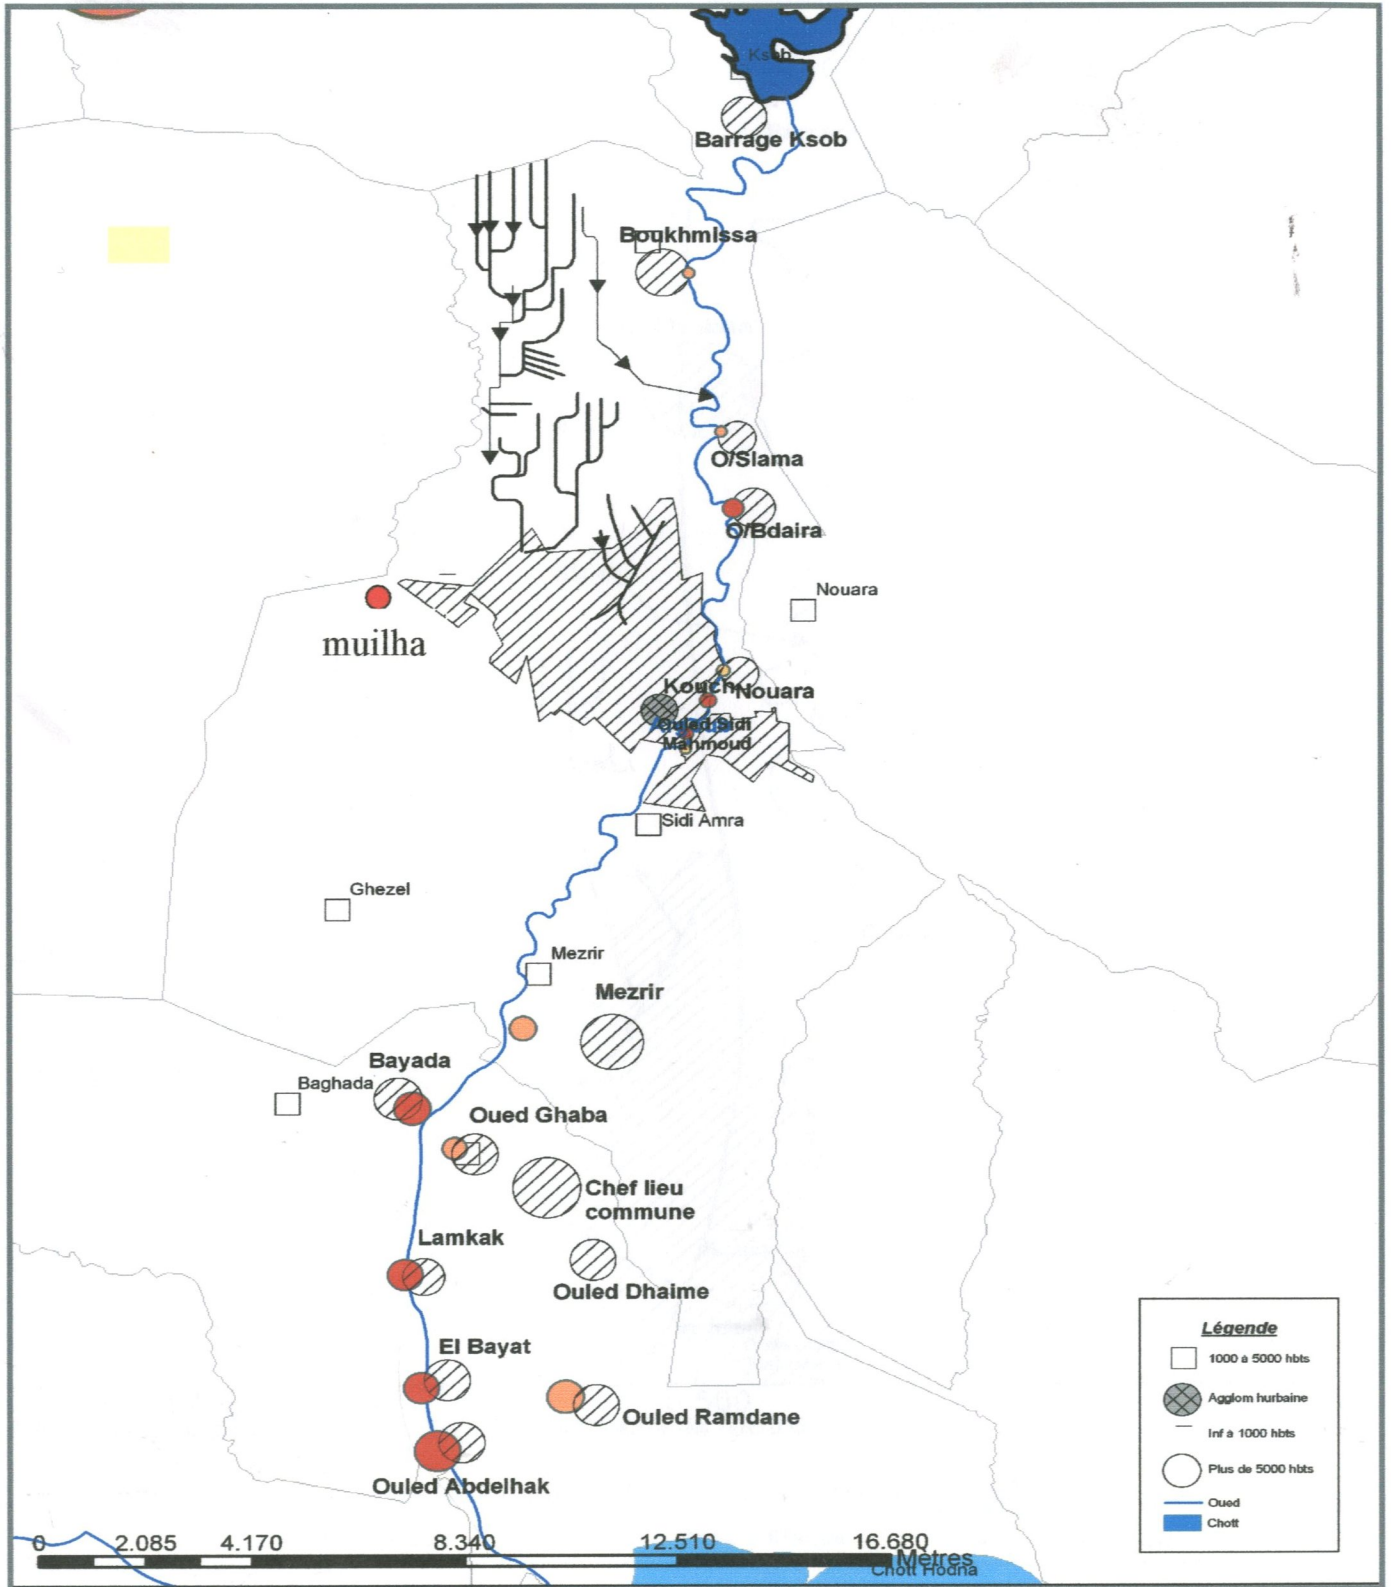 Ksob
Barrage Ksob
Boukhmissa
O/Slama
O/Bdaira
Nouara
muilha
Kouch
Nouara
Ouled Sidi
Mahmoud
Sidi Amra
Ghezel
Mezrir
Mezrir
Bayada
Baghada
Oued Ghaba
Chef lieu
commune
Lamkak
Ouled Dhaime
El Bayat
Ouled Ramdane
Ouled Abdelhak
Légende
1000 à 5000 hbts
Agglom hurbaine
Inf à 1000 hbts
Plus de 5000 hbts
Oued
Chott
0 2.085 4.170 8.340 12.510 16.680
Mètres
Chott Hodna